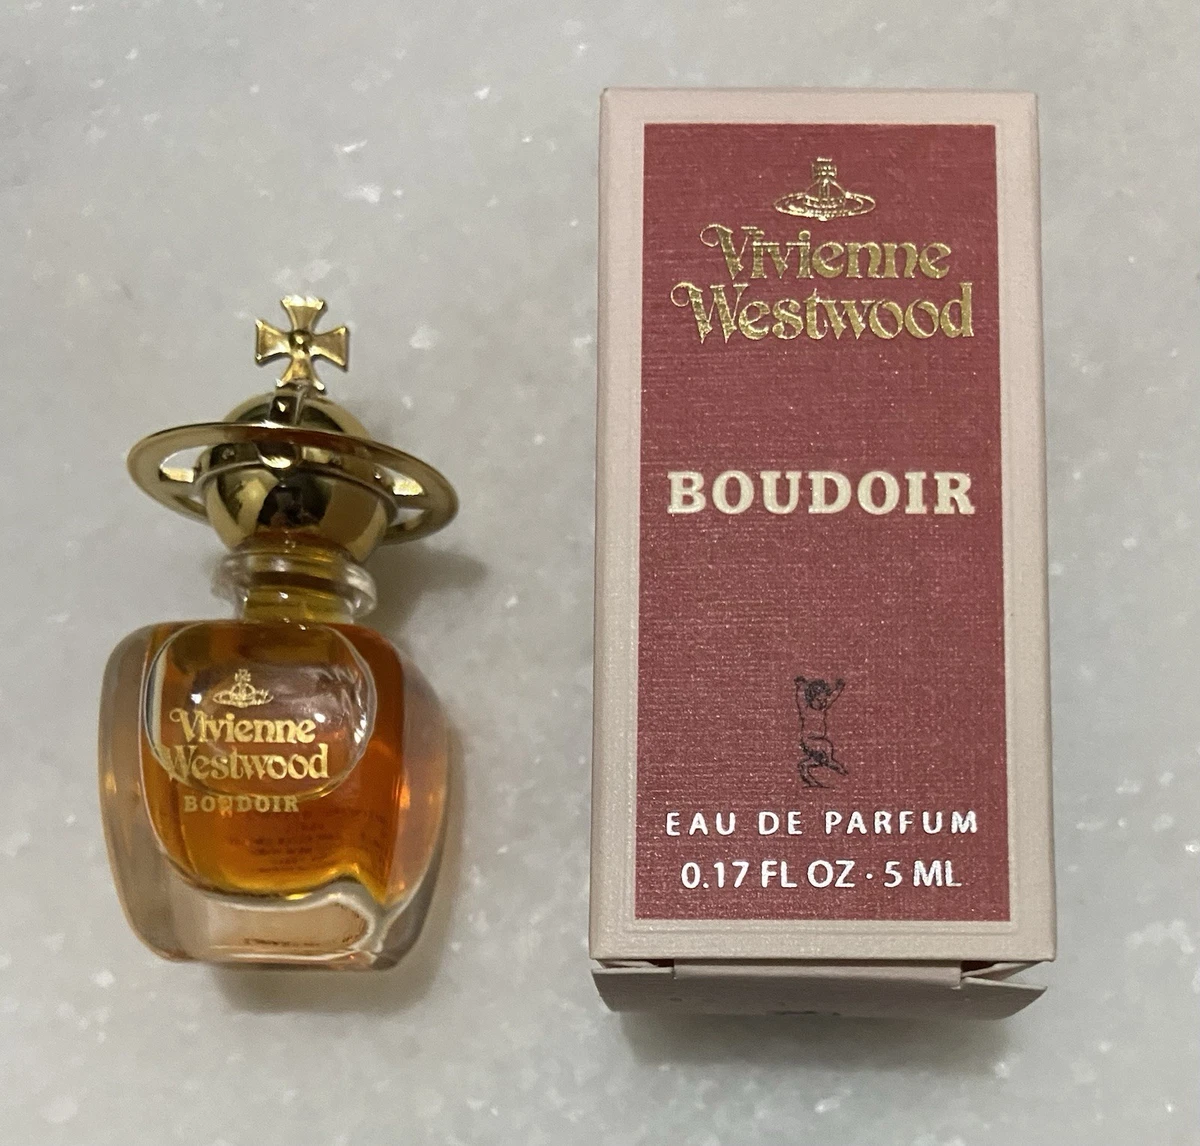 Vivienne
Westwood
BOUDOIR
Vivienne
Westwood
BOUDOIR
EAU DE PARFUM
0.17 FL OZ · 5 ML